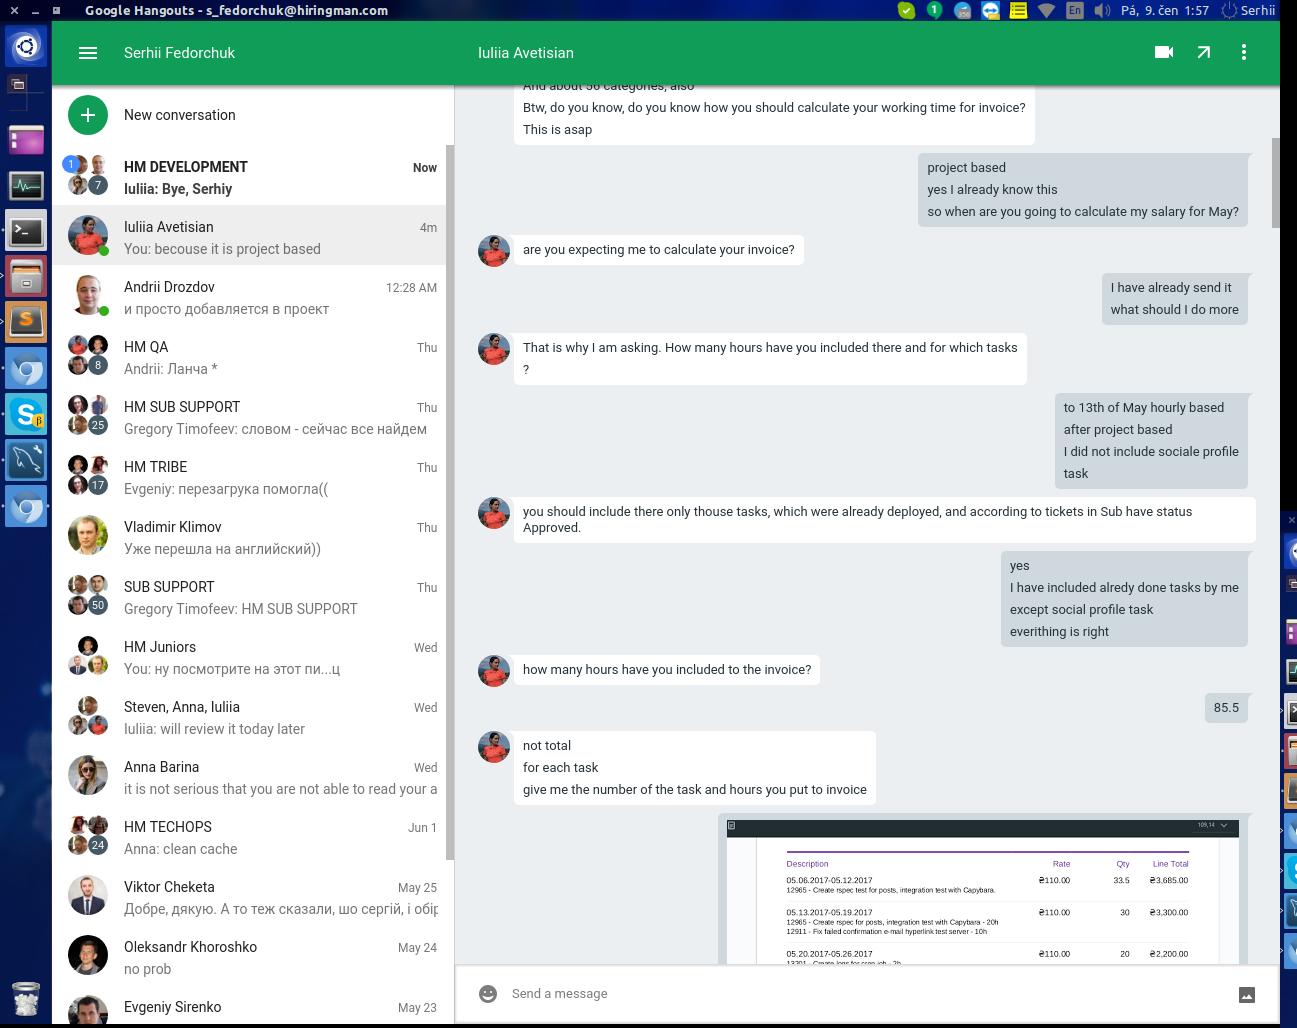 Google Hangouts - s_fedorchuk@hiringman.com
1
En
Pá, 9. čen 1:57
Serhii
Serhii Fedorchuk
Iuliia Avetisian
New conversation
1
HM DEVELOPMENT
Now
7
Iuliia: Bye, Serhiy
Iuliia Avetisian
4m
You: becouse it is project based
Andrii Drozdov
12:28 AM
и просто добавляется в проект
HM QA
Thu
8
Andrii: Ланча *
HM SUB SUPPORT
Thu
25
Gregory Timofeev: словом - сейчас все найдем
HM TRIBE
Thu
17
Evgeniy: перезагрука помогла((
Vladimir Klimov
Thu
Уже перешла на английский))
SUB SUPPORT
Thu
50
Gregory Timofeev: HM SUB SUPPORT
HM Juniors
Wed
You: ну посмотрите на этот пи...ц
Steven, Anna, Iuliia
Wed
Iuliia: will review it today later
Anna Barina
Wed
it is not serious that you are not able to read your a
HM TECHOPS
Jun 1
24
Anna: clean cache
Viktor Cheketa
May 25
Добре, дякую. А то теж сказали, шо сергій, і обір
Oleksandr Khoroshko
May 24
no prob
Evgeniy Sirenko
May 23
And about 56 categories, also
Btw, do you know, do you know how you should calculate your working time for invoice?
This is asap
project based
yes I already know this
so when are you going to calculate my salary for May?
are you expecting me to calculate your invoice?
I have already send it
what should I do more
That is why I am asking. How many hours have you included there and for which tasks
?
to 13th of May hourly based
after project based
I did not include sociale profile
task
you should include there only thouse tasks, which were already deployed, and according to tickets in Sub have status
Approved.
yes
I have included alredy done tasks by me
except social profile task
everithing is right
how many hours have you included to the invoice?
85.5
not total
for each task
give me the number of the task and hours you put to invoice
109,14
Description Rate Qty Line Total
05.06.2017-05.12.2017 ₴110.00 33.5 ₴3,685.00
12965 - Create rspec test for posts, integration test with Capybara.
05.13.2017-05.19.2017 ₴110.00 30 ₴3,300.00
12965 - Create rspec for posts, integration test with Capybara - 20h
12911 - Fix failed confirmation e-mail hyperlink test server - 10h
05.20.2017-05.26.2017 ₴110.00 20 ₴2,200.00
13201 - Create logs for cron job - 2h
Send a message